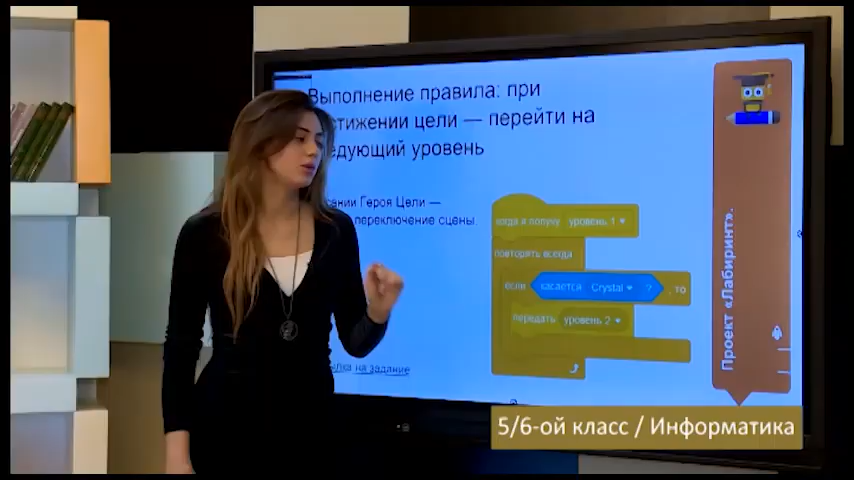 Выполнение правила: при
стижении цели — перейти на
едующий уровень
сании Героя Цели —
переключение сцены
когда я получу уровень 1
повторять всегда
если касается Crystal ? , то
передать уровень 2
лка на задание
Проект «Лабиринт».
5/6-ой класс / Информатика